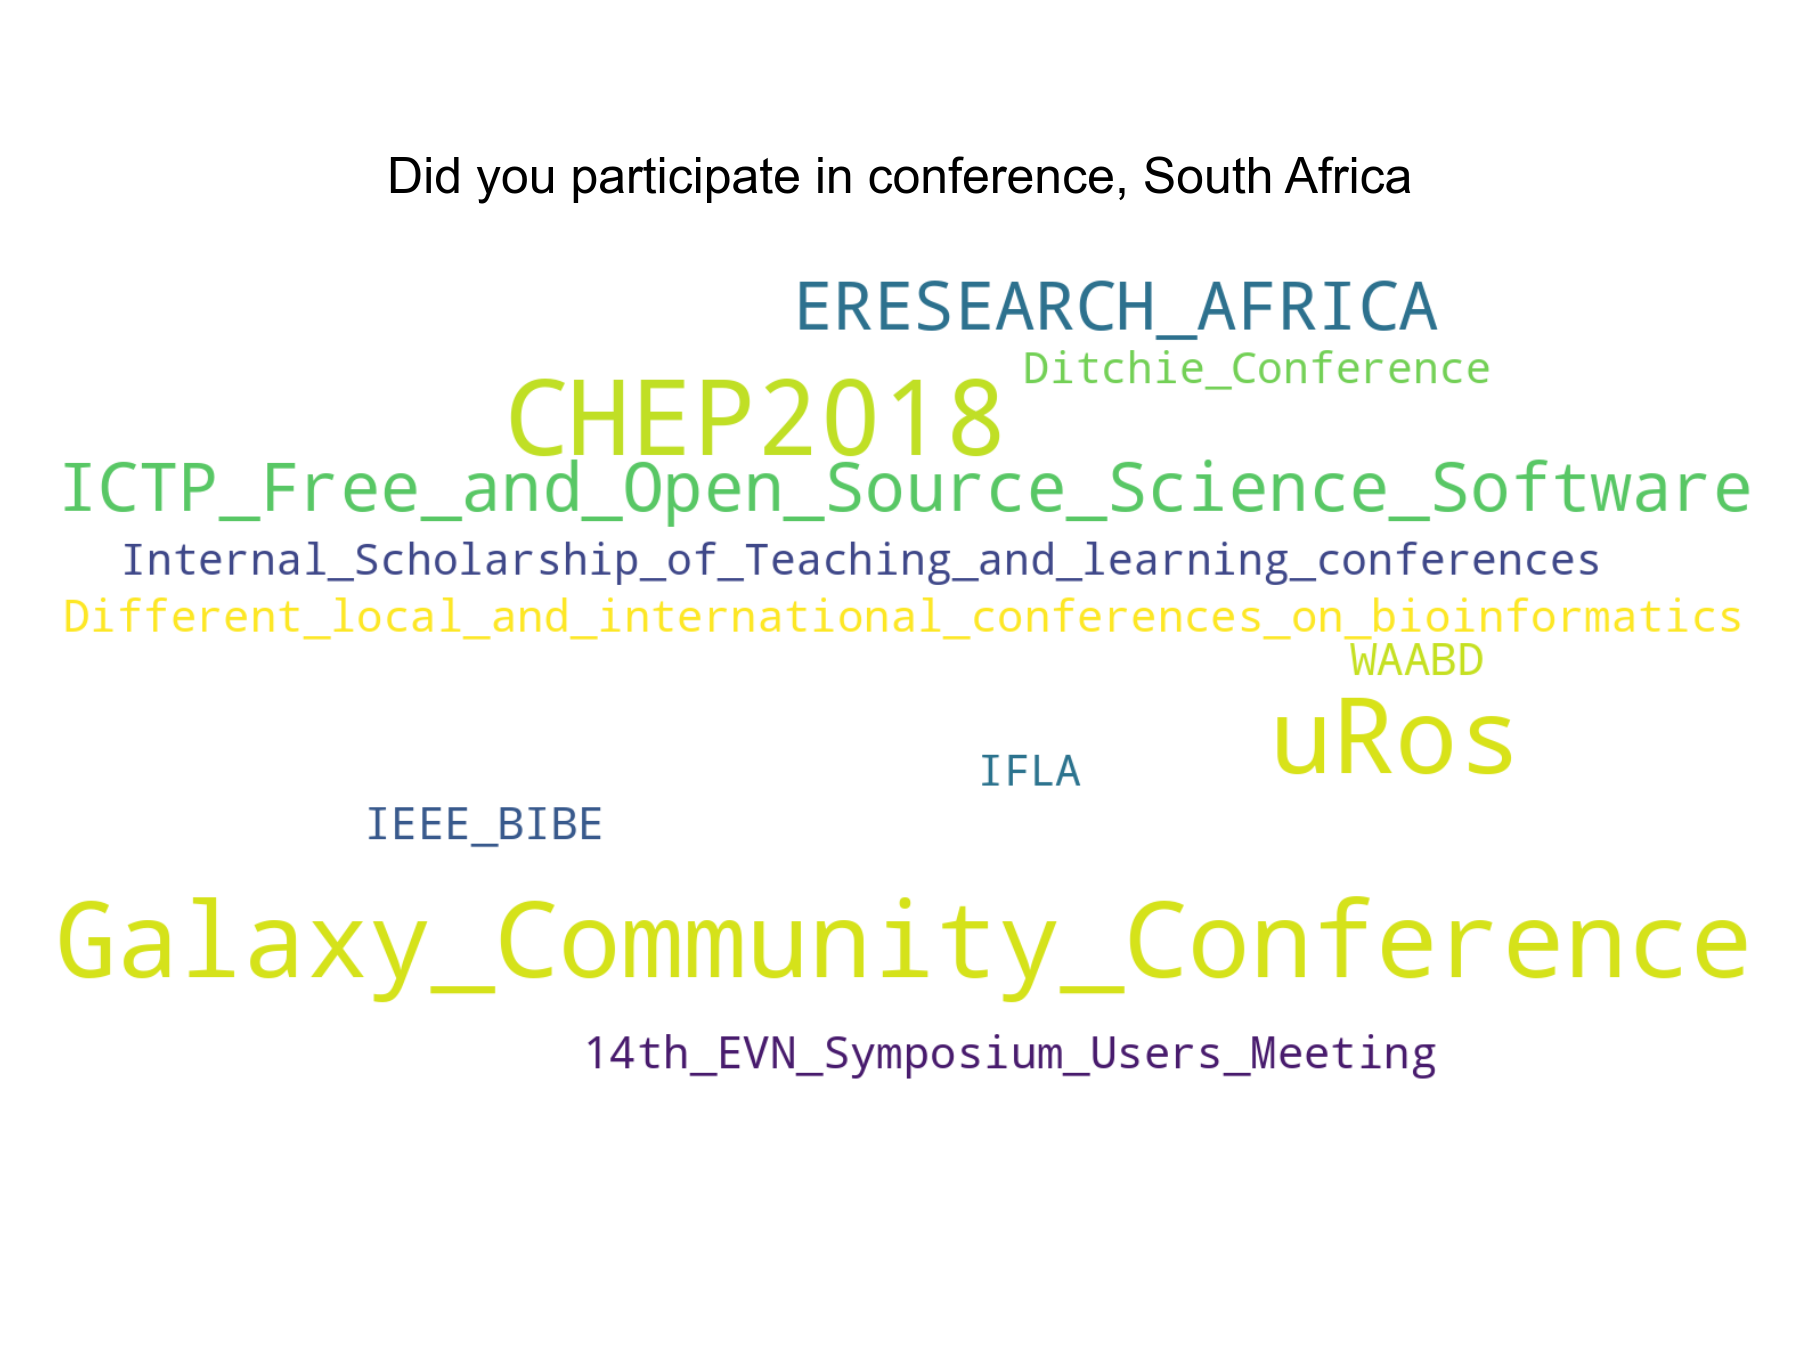 Did you participate in conference, South Africa
ERESEARCH_AFRICA
Ditchie_Conference
CHEP2018
ICTP_Free_and_Open_Source_Science_Software
Internal_Scholarship_of_Teaching_and_learning_conferences
Different_local_and_international_conferences_on_bioinformatics
WAABD
uRos
IFLA
IEEE_BIBE
Galaxy_Community_Conference
14th_EVN_Symposium_Users_Meeting